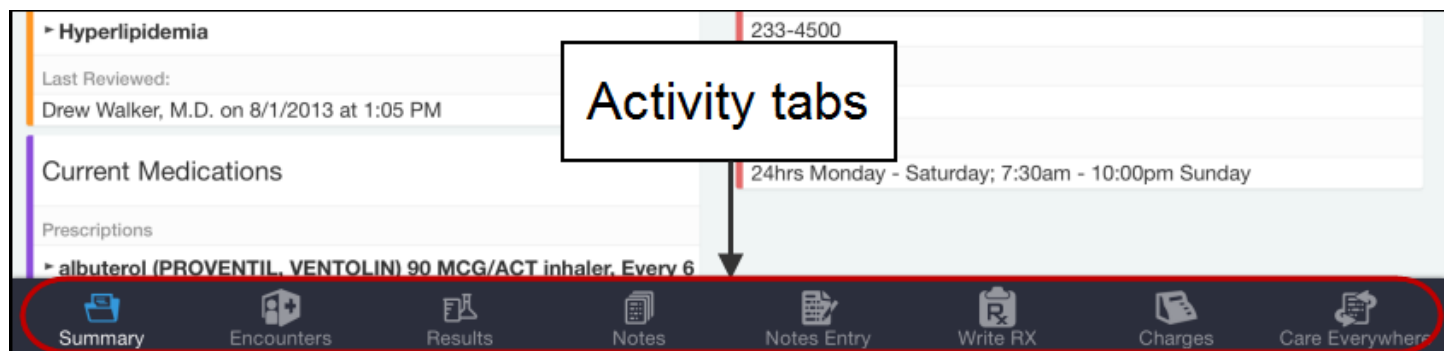 ▸ Hyperlipidemia
Last Reviewed:
Drew Walker, M.D. on 8/1/2013 at 1:05 PM
Current Medications
Prescriptions
▸ albuterol (PROVENTIL, VENTOLIN) 90 MCG/ACT inhaler, Every 6
233-4500
24hrs Monday - Saturday; 7:30am - 10:00pm Sunday
Activity tabs
Summary
Encounters
Results
Notes
Notes Entry
Write RX
Charges
Care Everywhere